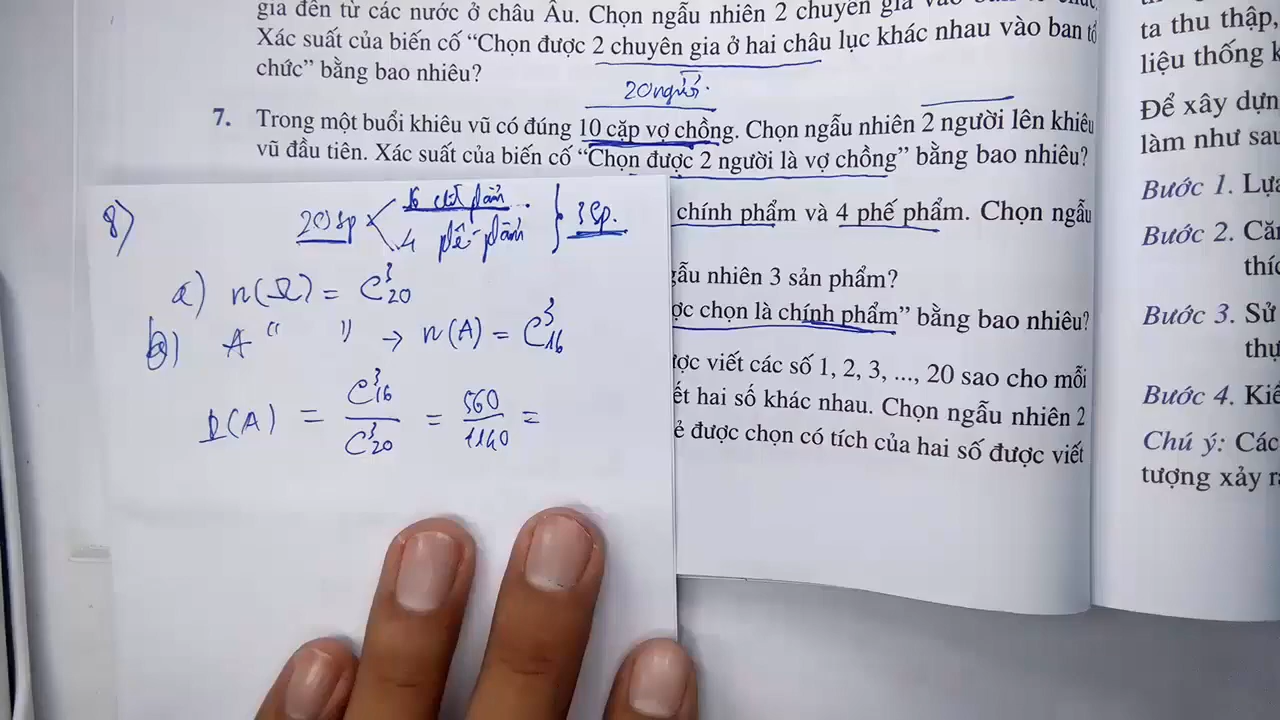 gia đến từ các nước ở châu Âu. Chọn ngẫu nhiên 2 chuyên gia
Xác suất của biến cố “Chọn được 2 chuyên gia ở hai châu lục khác nhau vào ban tổ
chức” bằng bao nhiêu?
20 người.
7. Trong một buổi khiêu vũ có đúng 10 cặp vợ chồng. Chọn ngẫu nhiên 2 người lên khiêu
vũ đầu tiên. Xác suất của biến cố “Chọn được 2 người là vợ chồng” bằng bao nhiêu?
chính phẩm và 4 phế phẩm. Chọn ngẫu
ngẫu nhiên 3 sản phẩm?
ợc chọn là chính phẩm” bằng bao nhiêu?
ược viết các số 1, 2, 3, ..., 20 sao cho mỗi
ết hai số khác nhau. Chọn ngẫu nhiên 2
ẻ được chọn có tích của hai số được viết
8) 20 sp < 16 chính phẩm
4 phế phẩm } 3 sp.
a) n(Ω) = C³₂₀
b) A “ ” → n(A) = C³₁₆
P(A) = C³₁₆ / C³₂₀ = 560 / 1140 =
ta thu thập,
liệu thống k
Để xây dựn
làm như sau
Bước 1. Lựa
Bước 2. Că
thíc
Bước 3. Sử
thự
Bước 4. Kiể
Chú ý: Các
tượng xảy ra